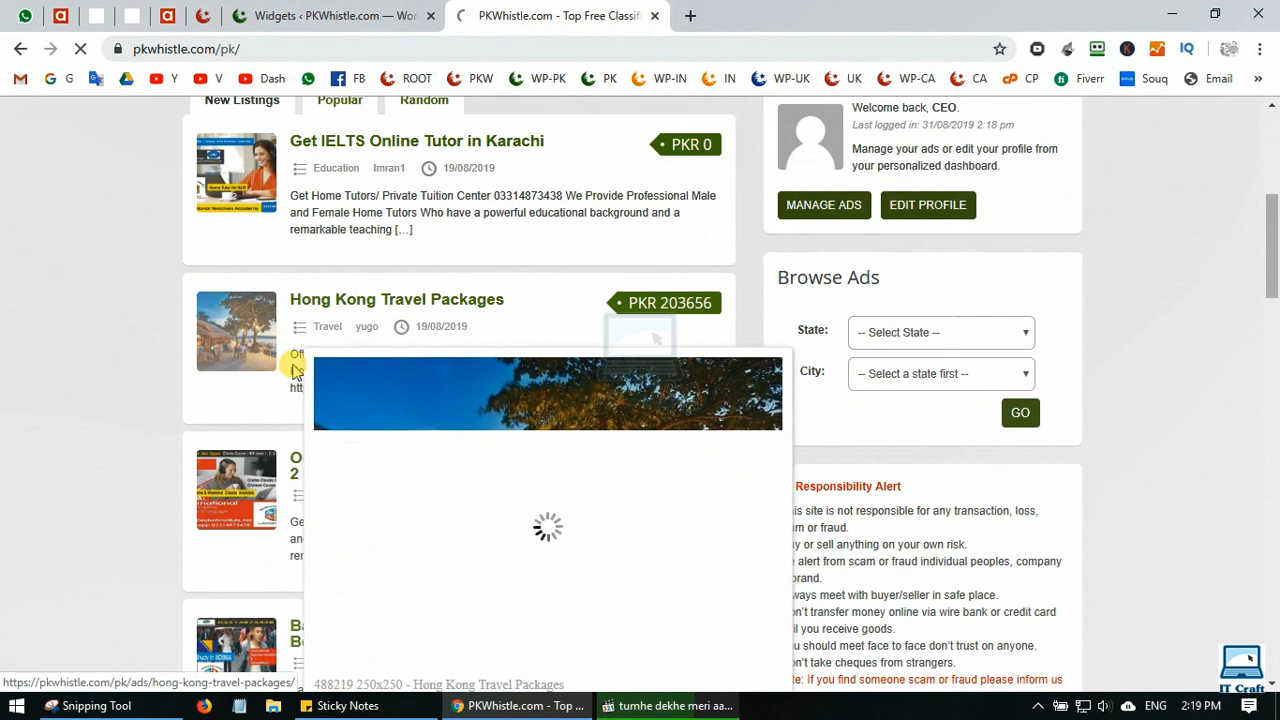 Widgets ‹ PKWhistle.com — Wor
PKWhistle.com - Top Free Classif
pkwhistle.com/pk/
G
Y
Y
Dash
FB
ROOT
PKW
WP-PK
PK
WP-IN
IN
WP-UK
UK
WP-CA
CA
CP
Fiverr
Souq
Email
New Listings
Popular
Random
Get IELTS Online Tutor in Karachi
PKR 0
Education
Imran1
19/08/2019
Get Home Tutors/ Private Tuition Center 03314873438 We Provide Professional Male
and Female Home Tutors Who have a powerful educational background and a
remarkable teaching […]
Hong Kong Travel Packages
PKR 203656
Travel
yugo
19/08/2019
488219 250x250 - Hong Kong Travel Packages
Welcome back, CEO.
Last logged in: 31/08/2019 2:18 pm
Manage your ads or edit your profile from
your personalized dashboard.
MANAGE ADS
EDIT PROFILE
Browse Ads
State:
-- Select State --
City:
-- Select a state first --
GO
Responsibility Alert
his site is not responsible for any transaction, loss,
am or fraud.
y or sell anything on your own risk.
e alert from scam or fraud individual peoples, company
brand.
ways meet with buyer/seller in safe place.
n't transfer money online via wire bank or credit card
til you receive goods.
ou should meet face to face don't trust on anyone.
n't take cheques from strangers.
te: If you find someone scam or fraud please inform us
IT Craft
https://pkwhistle.com/pk/ads/hong-kong-travel-packages/
Snipping Tool
Sticky Notes
PKWhistle.com - Top ...
tumhe dekhe meri aa...
2:19 PM